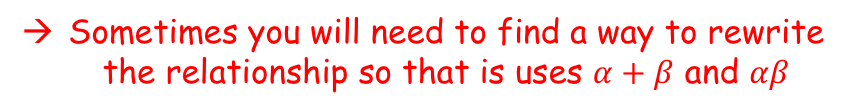 → Sometimes you will need to find a way to rewrite
the relationship so that is uses 𝛼 + 𝛽 and 𝛼𝛽